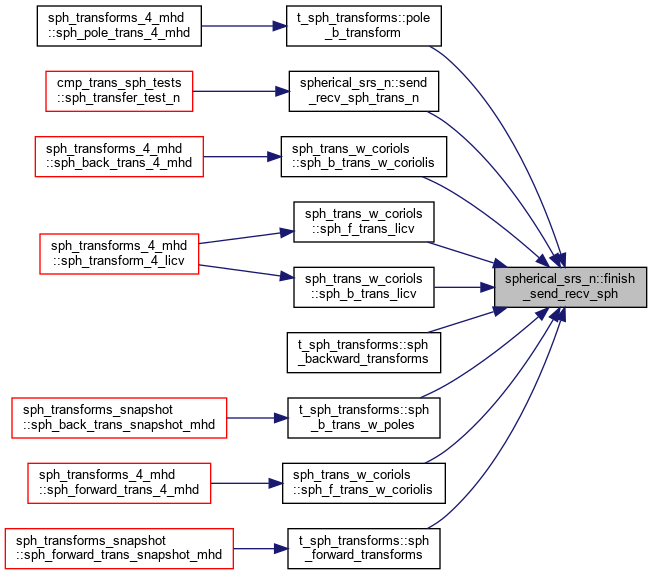 sph_transforms_4_mhd
::sph_pole_trans_4_mhd
t_sph_transforms::pole
_b_transform
cmp_trans_sph_tests
::sph_transfer_test_n
spherical_srs_n::send
_recv_sph_trans_n
sph_transforms_4_mhd
::sph_back_trans_4_mhd
sph_trans_w_coriols
::sph_b_trans_w_coriolis
sph_transforms_4_mhd
::sph_transform_4_licv
sph_trans_w_coriols
::sph_f_trans_licv
sph_trans_w_coriols
::sph_b_trans_licv
spherical_srs_n::finish
_send_recv_sph
t_sph_transforms::sph
_backward_transforms
sph_transforms_snapshot
::sph_back_trans_snapshot_mhd
t_sph_transforms::sph
_b_trans_w_poles
sph_transforms_4_mhd
::sph_forward_trans_4_mhd
sph_trans_w_coriols
::sph_f_trans_w_coriolis
sph_transforms_snapshot
::sph_forward_trans_snapshot_mhd
t_sph_transforms::sph
_forward_transforms